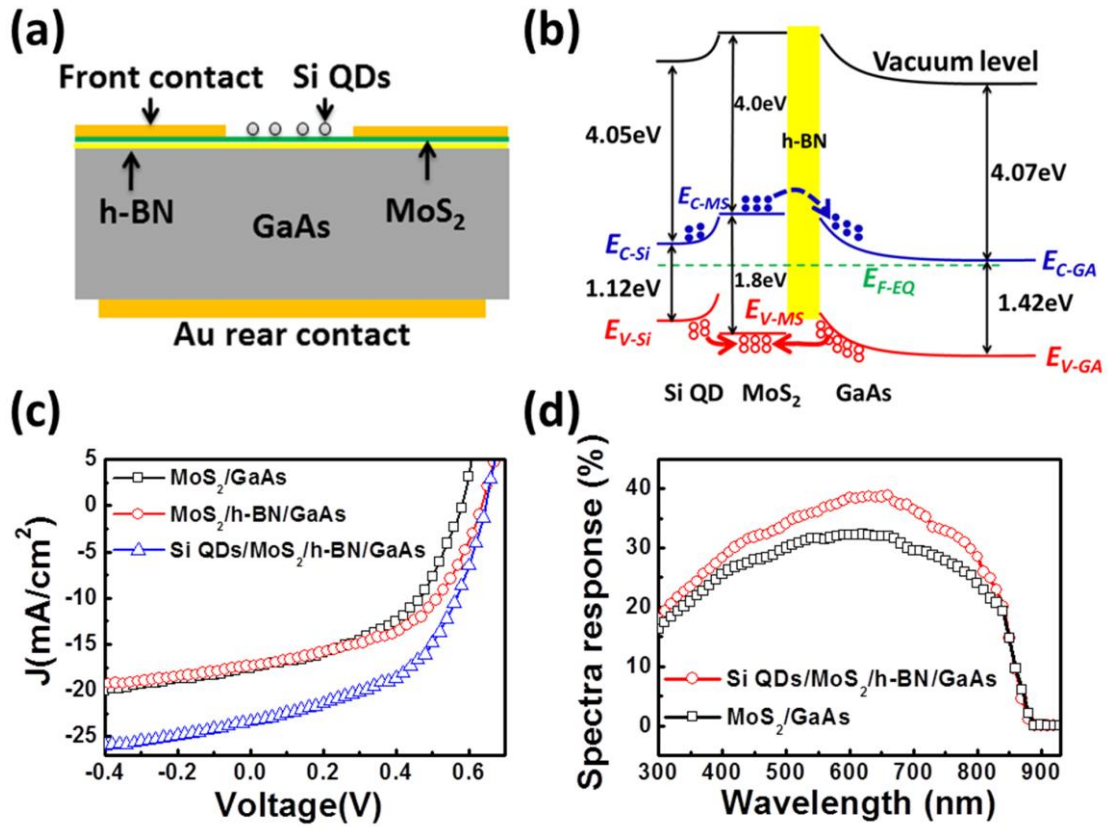 (a)
Front contact
Si QDs
h-BN
GaAs
MoS2
Au rear contact
(b)
Vacuum level
4.05eV
4.0eV
h-BN
4.07eV
EC-MS
EC-Si
EC-GA
EF-EQ
1.12eV
1.8eV
1.42eV
EV-MS
EV-Si
EV-GA
Si QD
MoS2
GaAs
(c)
J(mA/cm2
)
5
0
-5
-10
-15
-20
-25
MoS2/GaAs
MoS2/h-BN/GaAs
Si QDs/MoS2/h-BN/GaAs
-0.4 -0.2 0.0 0.2 0.4 0.6
Voltage(V)
(d)
Spectra response (%)
40
30
20
10
0
Si QDs/MoS2/h-BN/GaAs
MoS2/GaAs
300 400 500 600 700 800 900
Wavelength (nm)